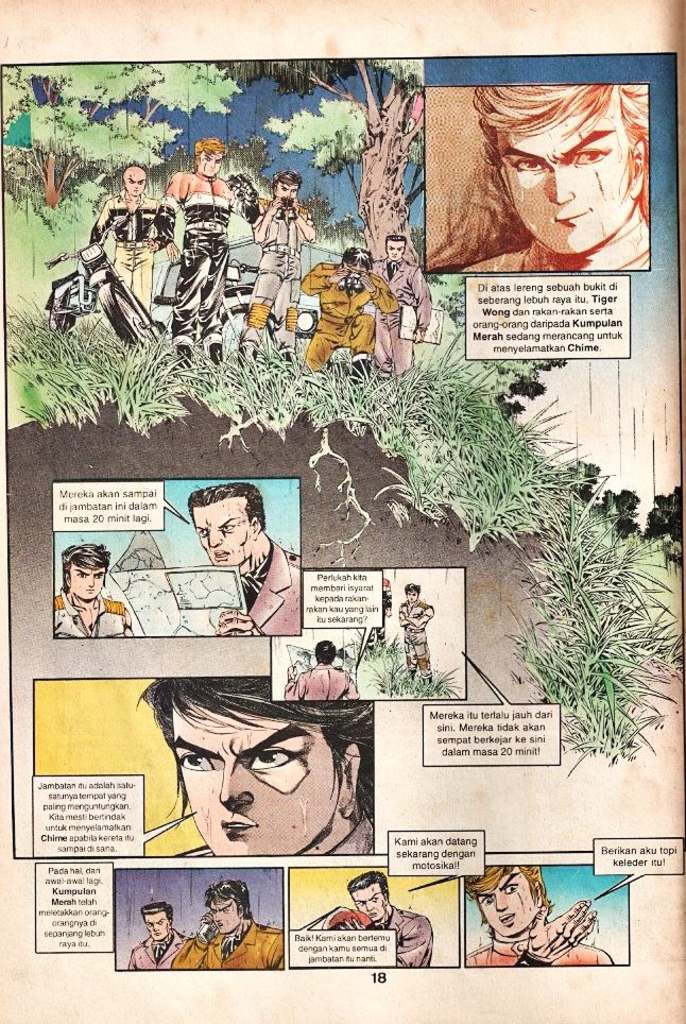 Di atas lereng sebuah bukit di
seberang lebuh raya itu, Tiger
Wong dan rakan-rakan serta
orang-orang daripada Kumpulan
Merah sedang merancang untuk
menyelamatkan Chime.
Mereka akan sampai
di jambatan ini dalam
masa 20 minit lagi.
Perlukah kita
memberi isyarat
kepada rakan-
rakan kau yang lain
itu sekarang?
Mereka itu terlalu jauh dari
sini. Mereka tidak akan
sempat berkejar ke sini
dalam masa 20 minit!
Jambatan itu adalah satu-
satunya tempat yang
paling menguntungkan.
Kita mesti bertindak
untuk menyelamatkan
Chime apabila kereta itu
sampai di sana.
Pada hal, dari
awal-awal lagi,
Kumpulan
Merah telah
meletakkan orang-
orangnya di
sepanjang lebuh
raya itu.
Kami akan datang
sekarang dengan
motosikal!
Baik! Kami akan bertemu
dengan kamu semua di
jambatan itu nanti.
Berikan aku topi
keledar itu!
18